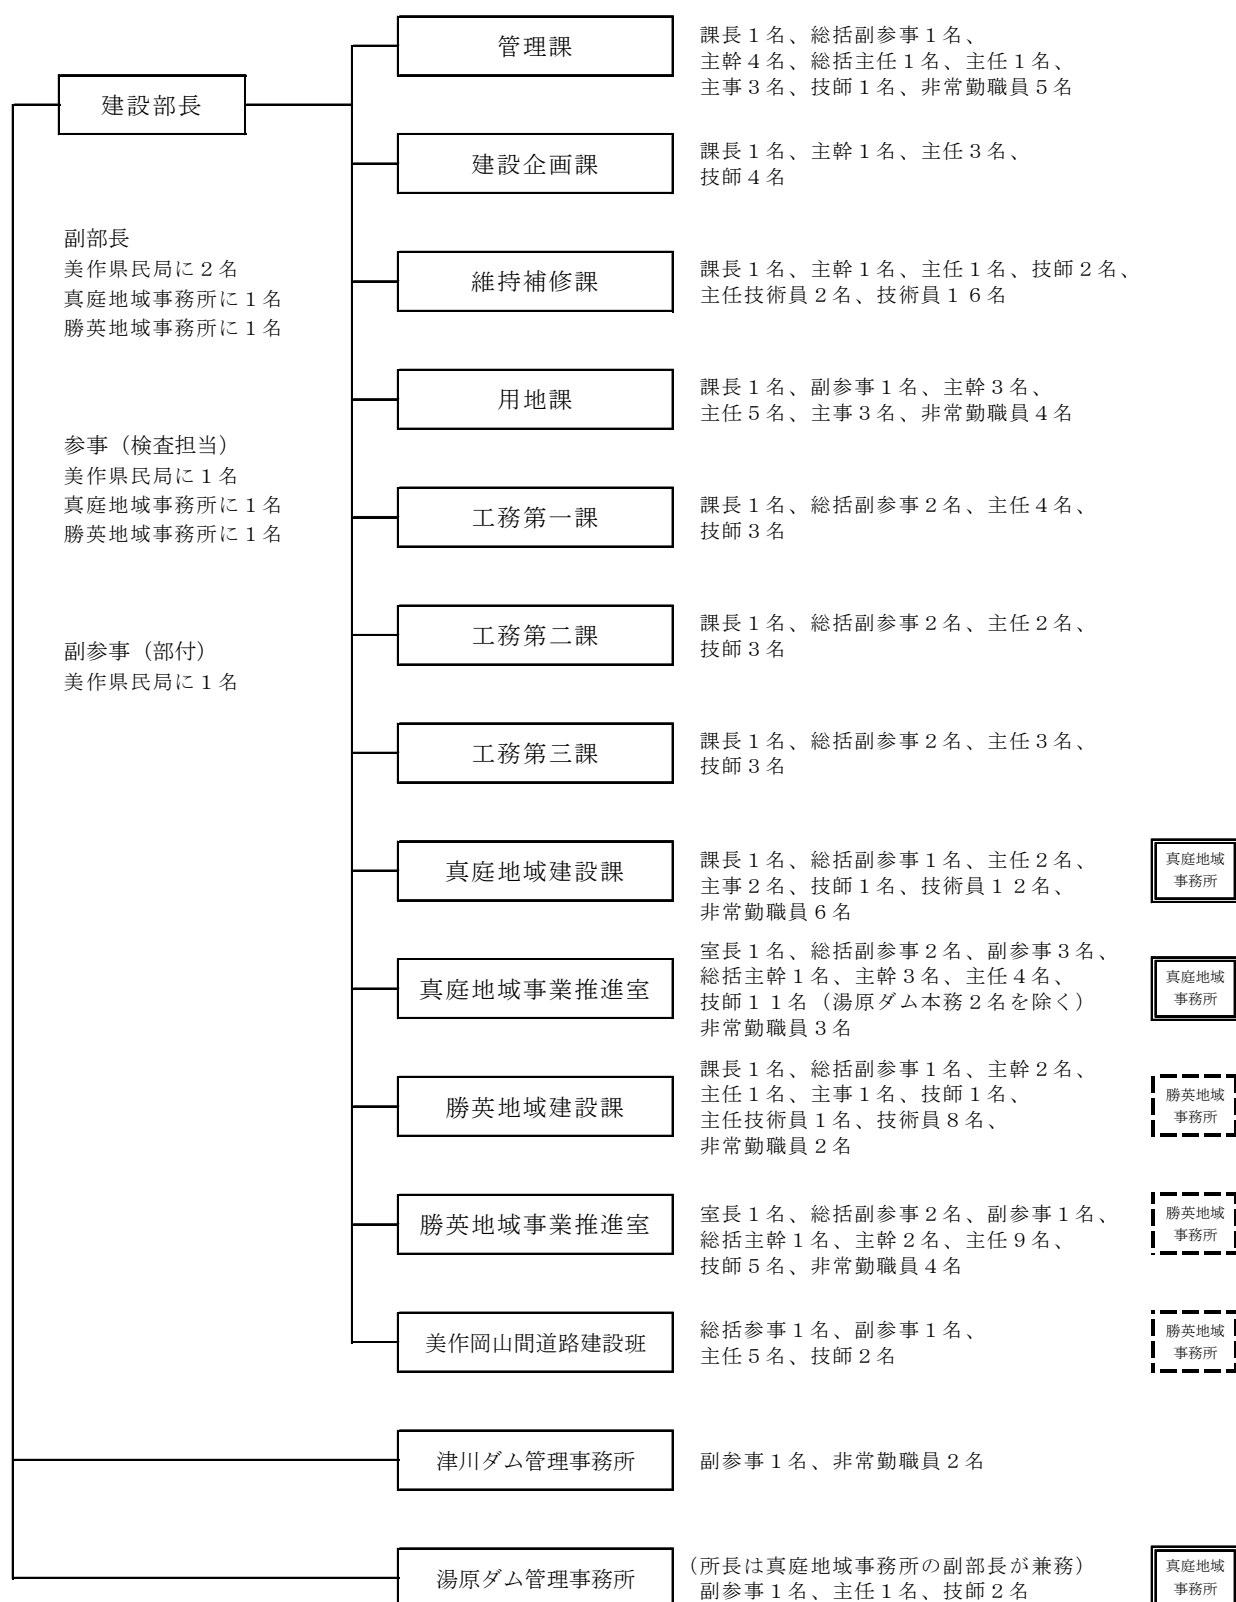 管理課
課長１名、総括副参事１名、
主幹４名、総括主任１名、主任１名、
主事３名、技師１名、非常勤職員５名
建設部長
建設企画課
課長１名、主幹１名、主任３名、
技師４名
副部長
美作県民局に２名
真庭地域事務所に１名
勝英地域事務所に１名
維持補修課
課長１名、主幹１名、主任１名、技師２名、
主任技術員２名、技術員１６名
用地課
課長１名、副参事１名、主幹３名、
主任５名、主事３名、非常勤職員４名
参事（検査担当）
美作県民局に１名
真庭地域事務所に１名
勝英地域事務所に１名
工務第一課
課長１名、総括副参事２名、主任４名、
技師３名
工務第二課
課長１名、総括副参事２名、主任２名、
技師３名
副参事（部付）
美作県民局に１名
工務第三課
課長１名、総括副参事２名、主任３名、
技師３名
真庭地域建設課
課長１名、総括副参事１名、主任２名、
主事２名、技師１名、技術員１２名、
非常勤職員６名
真庭地域
事務所
真庭地域事業推進室
室長１名、総括副参事２名、副参事３名、
総括主幹１名、主幹３名、主任４名、
技師１１名（湯原ダム本務２名を除く）
非常勤職員３名
真庭地域
事務所
勝英地域建設課
課長１名、総括副参事１名、主幹２名、
主任１名、主事１名、技師１名、
主任技術員１名、技術員８名、
非常勤職員２名
勝英地域
事務所
勝英地域事業推進室
室長１名、総括副参事２名、副参事１名、
総括主幹１名、主幹２名、主任９名、
技師５名、非常勤職員４名
勝英地域
事務所
美作岡山間道路建設班
総括参事１名、副参事１名、
主任５名、技師２名
勝英地域
事務所
津川ダム管理事務所
副参事１名、非常勤職員２名
湯原ダム管理事務所
（所長は真庭地域事務所の副部長が兼務）
副参事１名、主任１名、技師２名
真庭地域
事務所